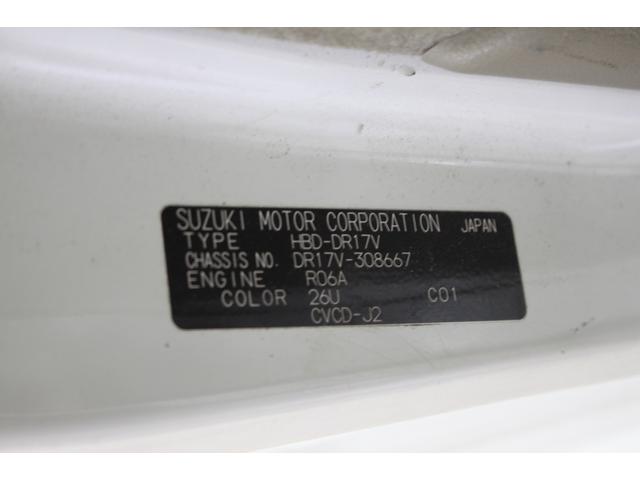 SUZUKI MOTOR CORPORATION JAPAN
TYPE HBD-DR17V
CHASSIS NO. DR17V-308667
ENGINE R06A
COLOR 26U C01
CVCD-J2